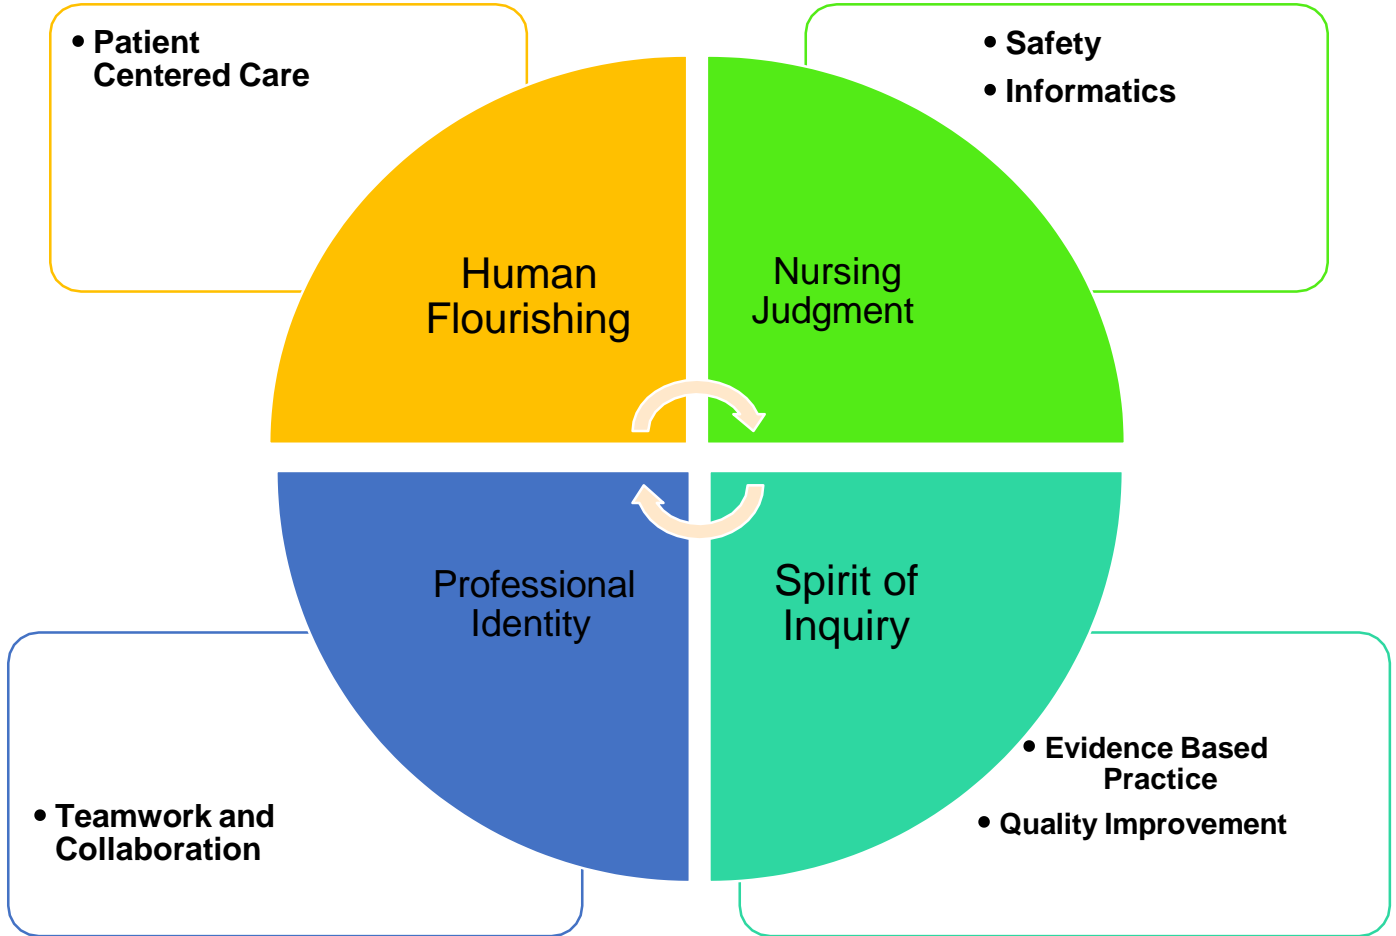 • Patient
Centered Care
• Safety
• Informatics
Human
Flourishing
Nursing
Judgment
Professional
Identity
Spirit of
Inquiry
• Teamwork and
Collaboration
• Evidence Based
Practice
• Quality Improvement